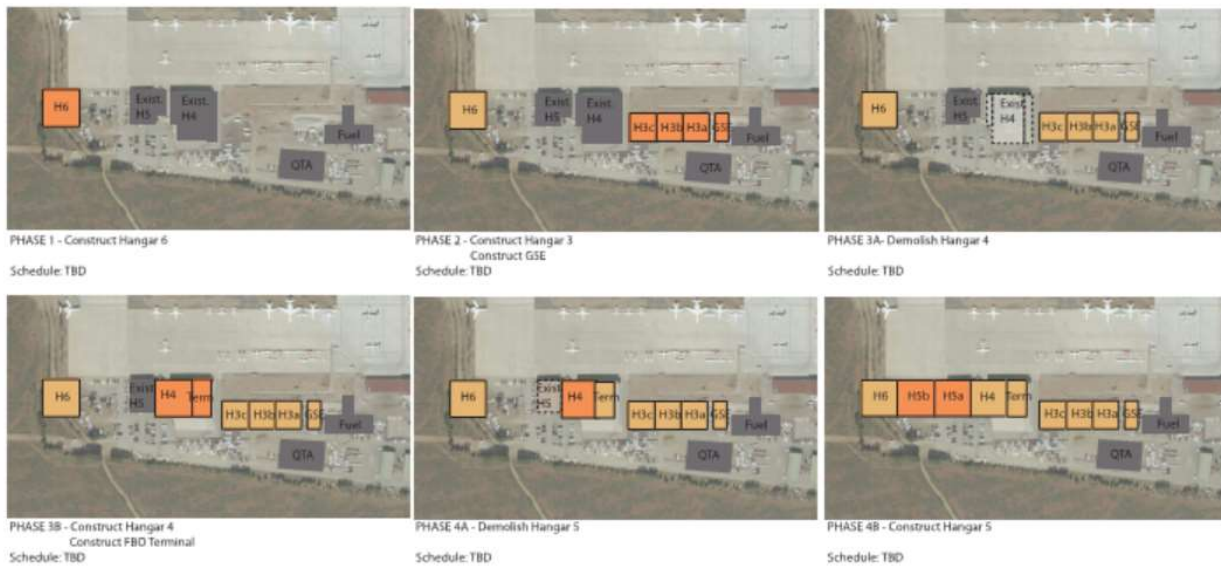 H6
Exist.
H5
Exist.
H4
Fuel
QTA
PHASE 1 - Construct Hangar 6
Schedule: TBD
H6
Exist.
H5
Exist.
H4
H3c
H3b
H3a
GSE
Fuel
QTA
PHASE 2 - Construct Hangar 3
Construct GSE
Schedule: TBD
H6
Exist.
H5
Exist.
H4
H3c
H3b
H3a
GSE
Fuel
QTA
PHASE 3A- Demolish Hangar 4
Schedule: TBD
H6
Exist.
H5
H4
Term
H3c
H3b
H3a
GSE
Fuel
QTA
PHASE 3B - Construct Hangar 4
Construct FBO Terminal
Schedule: TBD
H6
Exist.
H5
H4
Term
H3c
H3b
H3a
GSE
Fuel
QTA
PHASE 4A - Demolish Hangar 5
Schedule: TBD
H6
H5b
H5a
H4
Term
H3c
H3b
H3a
GSE
Fuel
QTA
PHASE 4B - Construct Hangar 5
Schedule: TBD